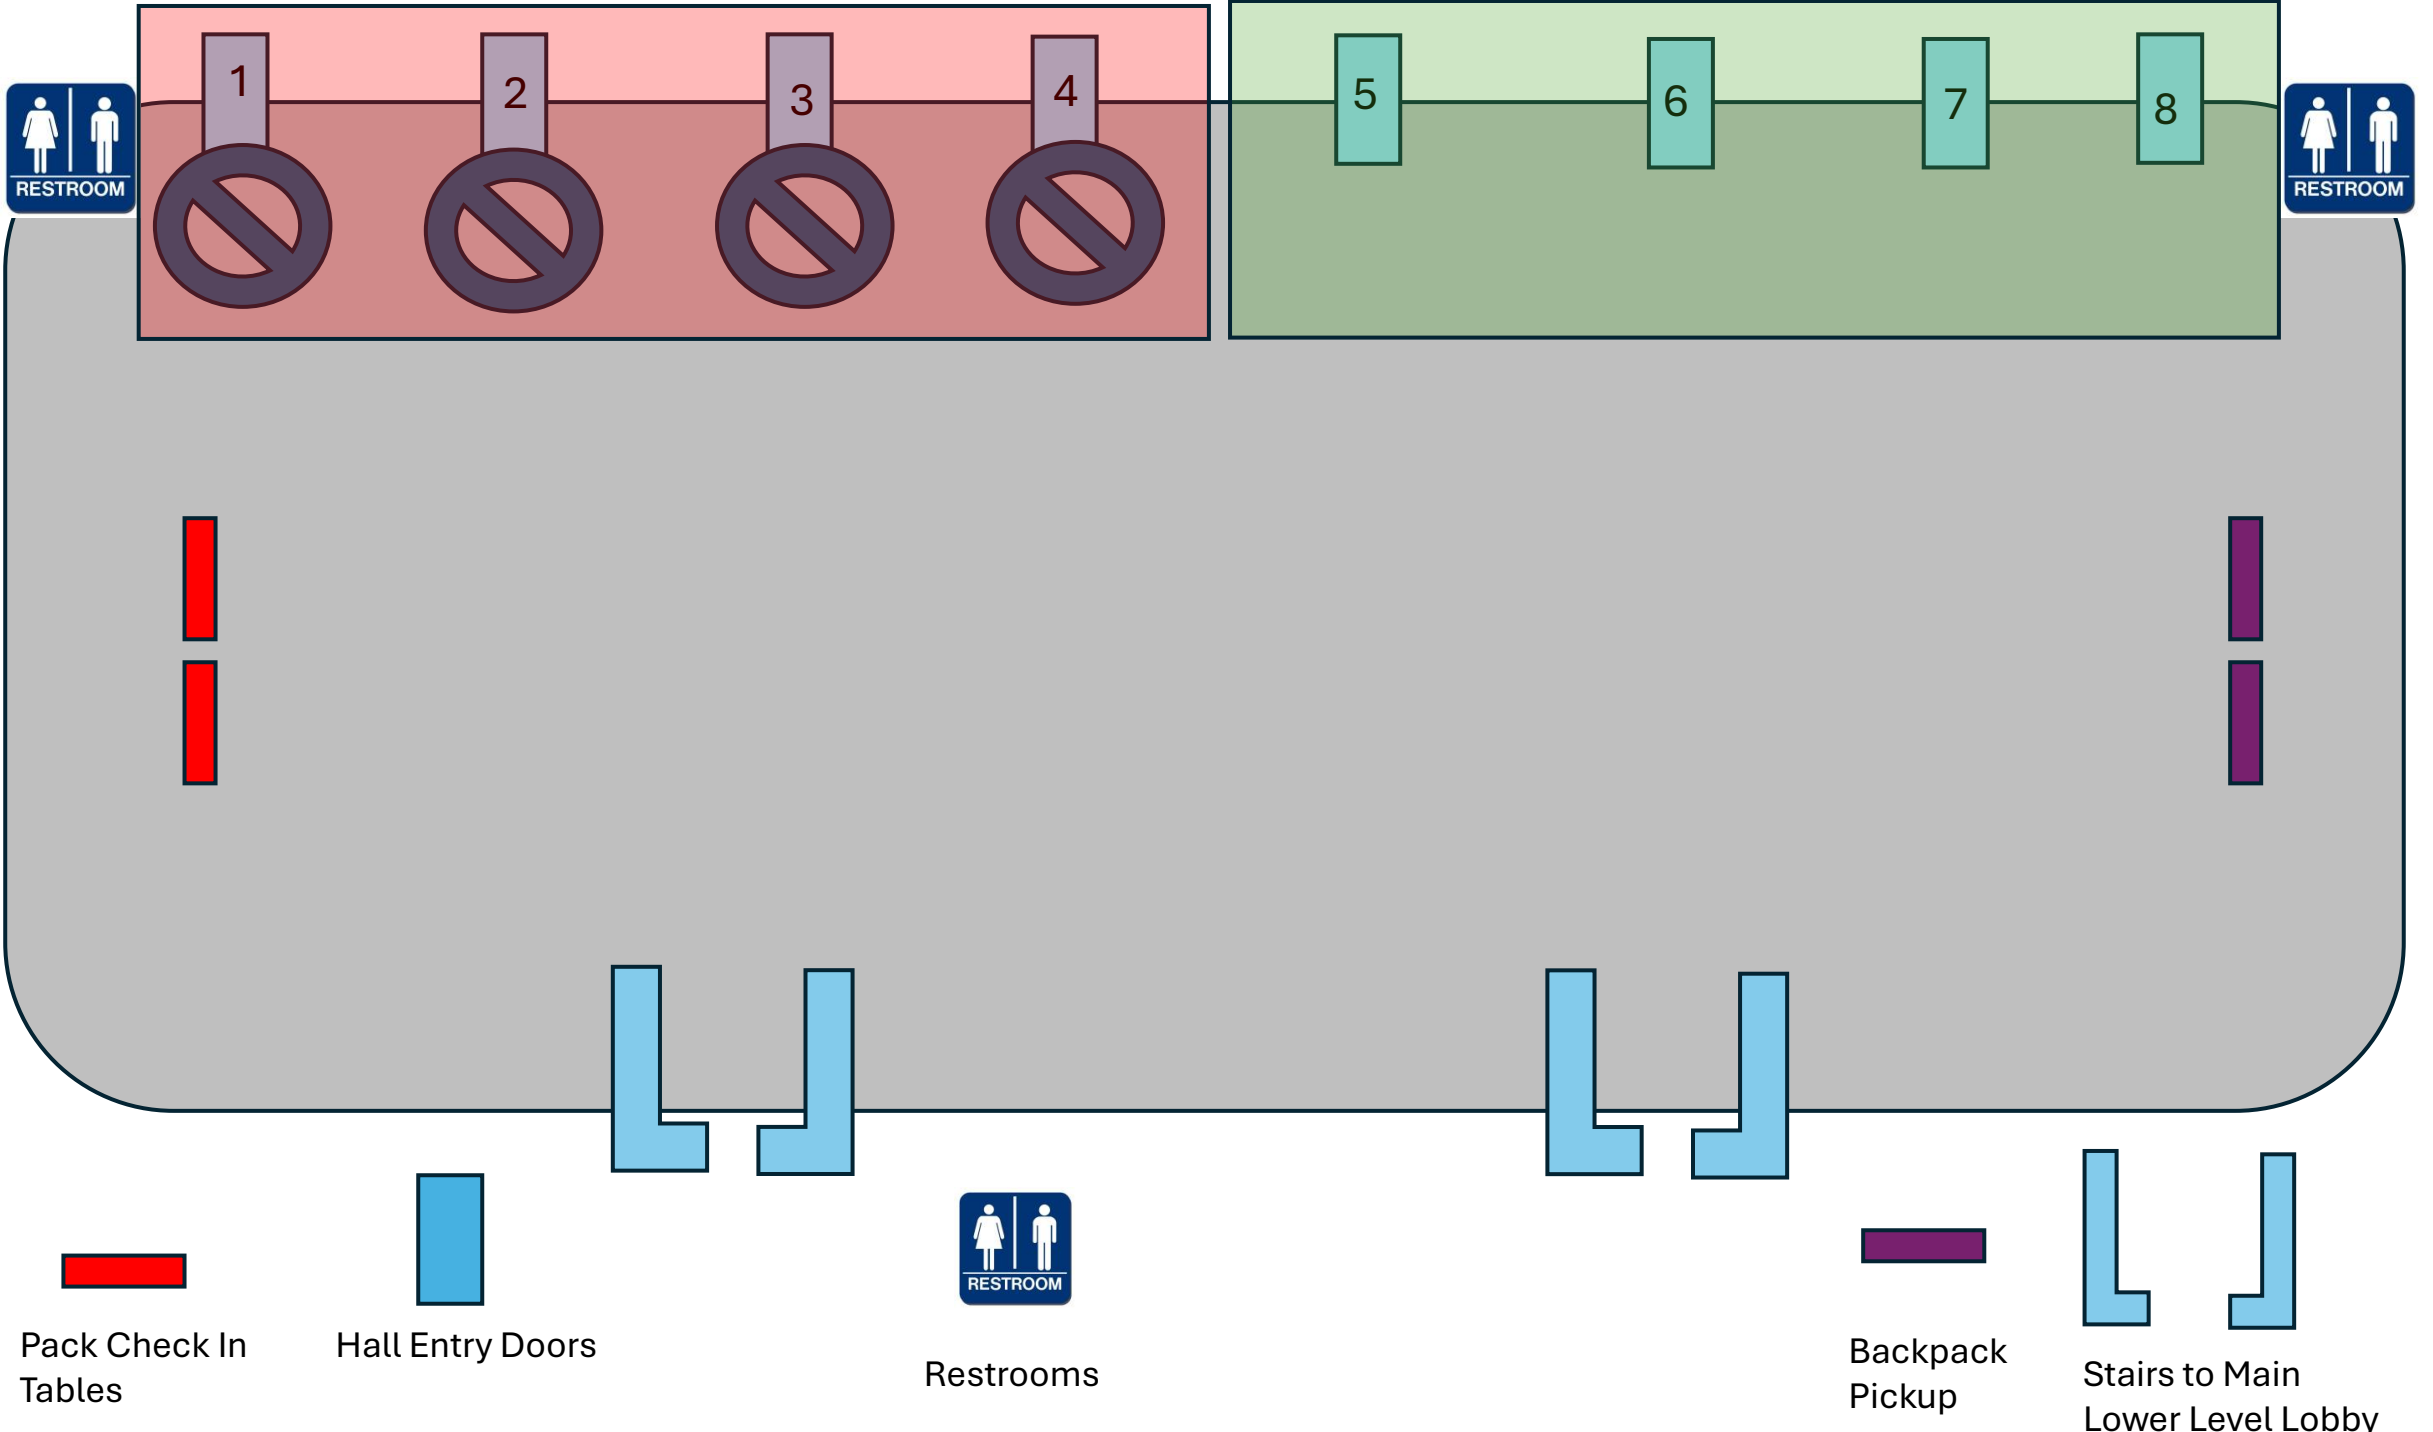 1
2
3
4
5
6
7
8
RESTROOM
RESTROOM
RESTROOM
Pack Check In
Tables
Hall Entry Doors
Restrooms
Backpack
Pickup
Stairs to Main
Lower Level Lobby